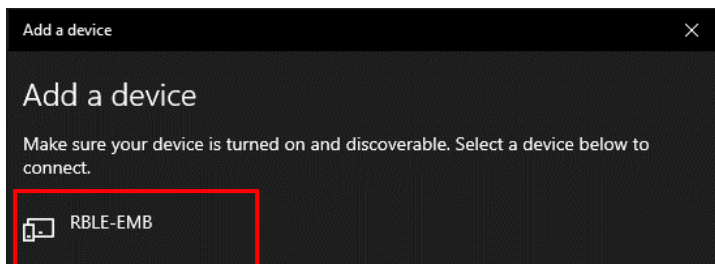 Add a device
Add a device
Make sure your device is turned on and discoverable. Select a device below to
connect.
RBLE-EMB